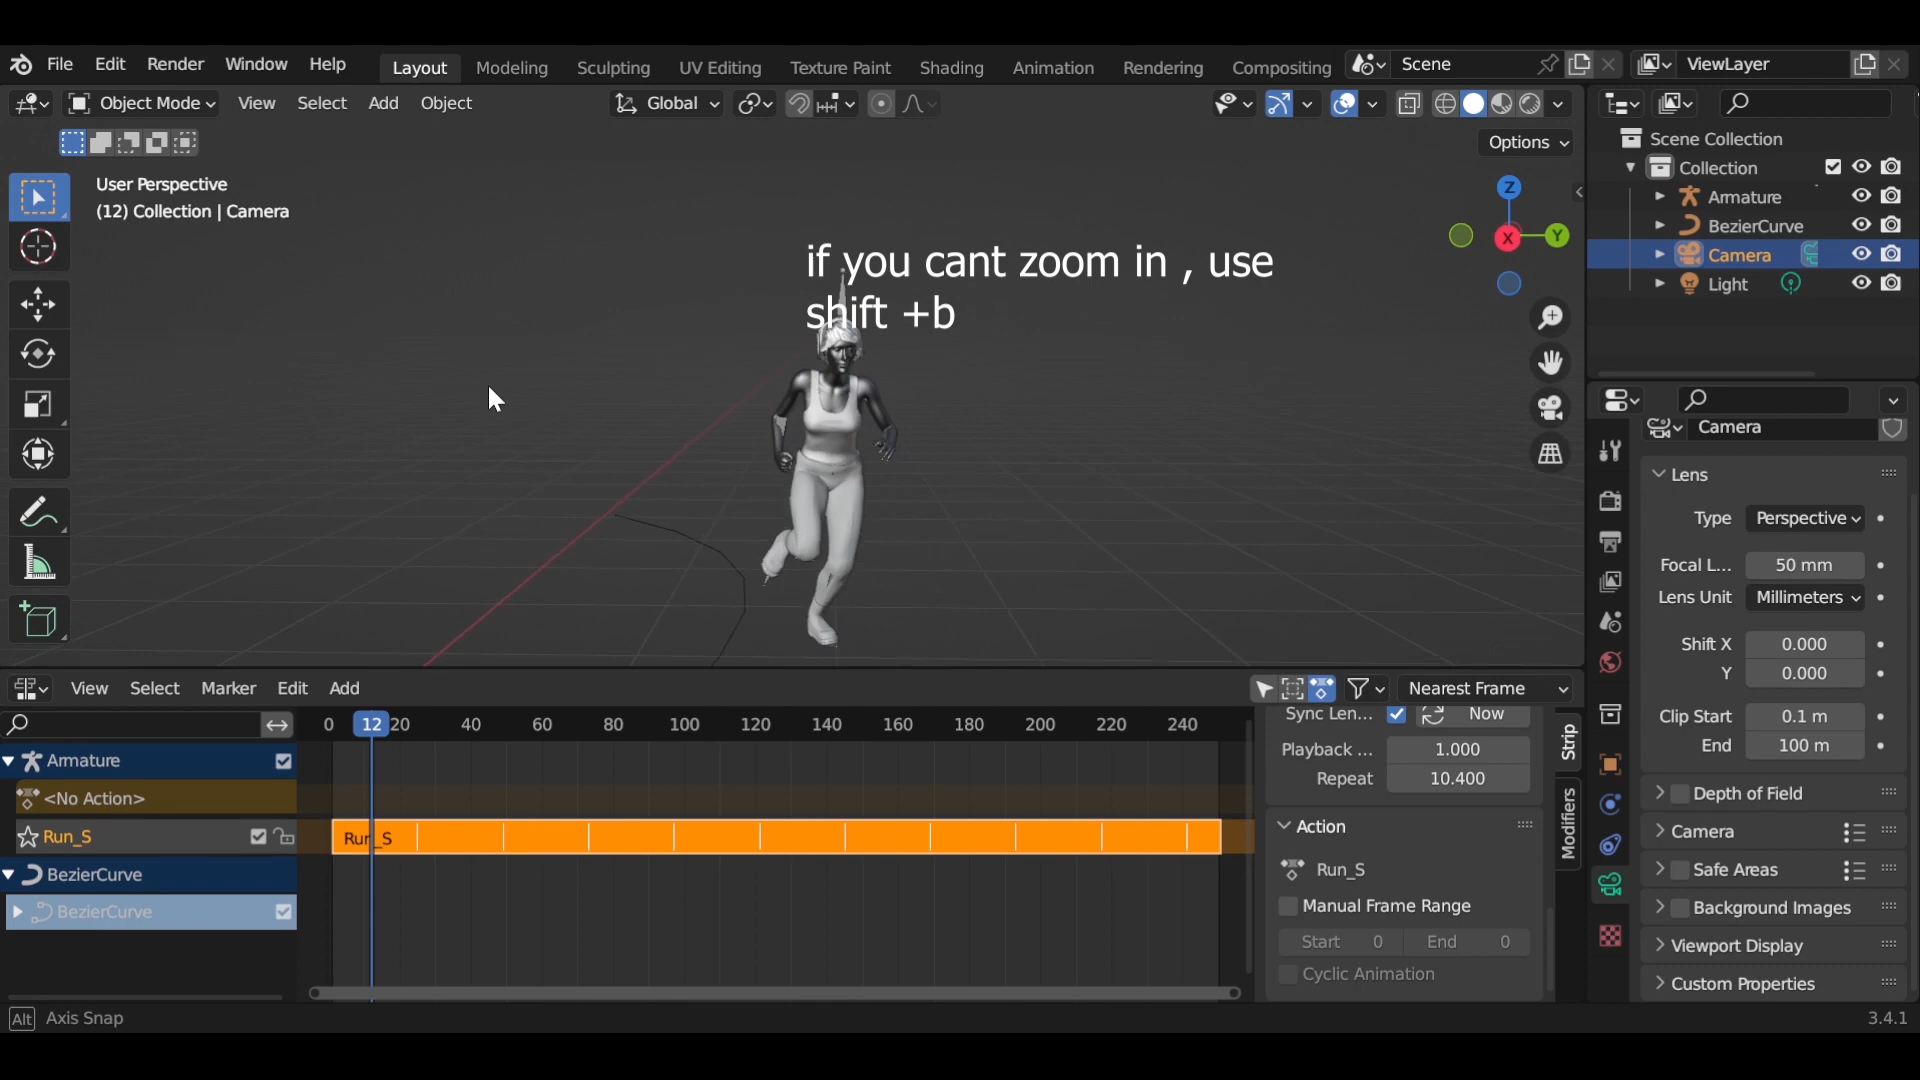 File Edit Render Window Help Layout Modeling Sculpting UV Editing Texture Paint Shading Animation Rendering Compositing Scene ViewLayer
Object Mode View Select Add Object Global
Options
User Perspective
(12) Collection | Camera
Z
X
Y
if you cant zoom in , use
shift +b
Scene Collection
Collection
Armature
BezierCurve
Camera
Light
Camera
Lens
Type Perspective
Focal L... 50 mm
Lens Unit Millimeters
Shift X 0.000
Y 0.000
Clip Start 0.1 m
End 100 m
Depth of Field
Camera
Safe Areas
Background Images
Viewport Display
Custom Properties
View Select Marker Edit Add Nearest Frame
0 12 20 40 60 80 100 120 140 160 180 200 220 240
Armature
<No Action>
Run_S
Run_S
BezierCurve
BezierCurve
Sync Len... Now
Playback ... 1.000
Repeat 10.400
Action
Run_S
Manual Frame Range
Start 0 End 0
Cyclic Animation
Strip
Modifiers
Alt Axis Snap
3.4.1